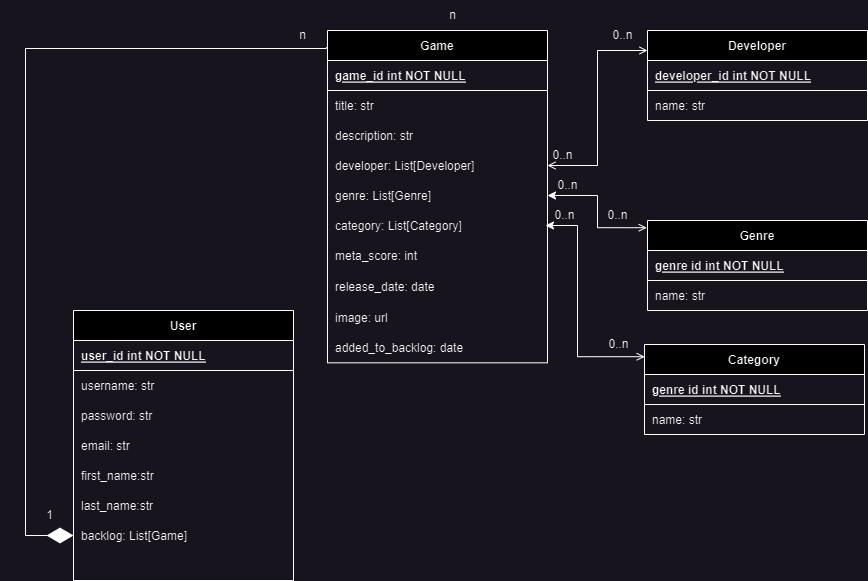 n
n
Game
game_id int NOT NULL
title: str
description: str
developer: List[Developer]
genre: List[Genre]
category: List[Category]
meta_score: int
release_date: date
image: url
added_to_backlog: date
0..n
0..n
Developer
developer_id int NOT NULL
name: str
0..n
0..n
Genre
genre id int NOT NULL
name: str
0..n
0..n
Category
genre id int NOT NULL
name: str
User
user_id int NOT NULL
username: str
password: str
email: str
first_name:str
last_name:str
1
backlog: List[Game]